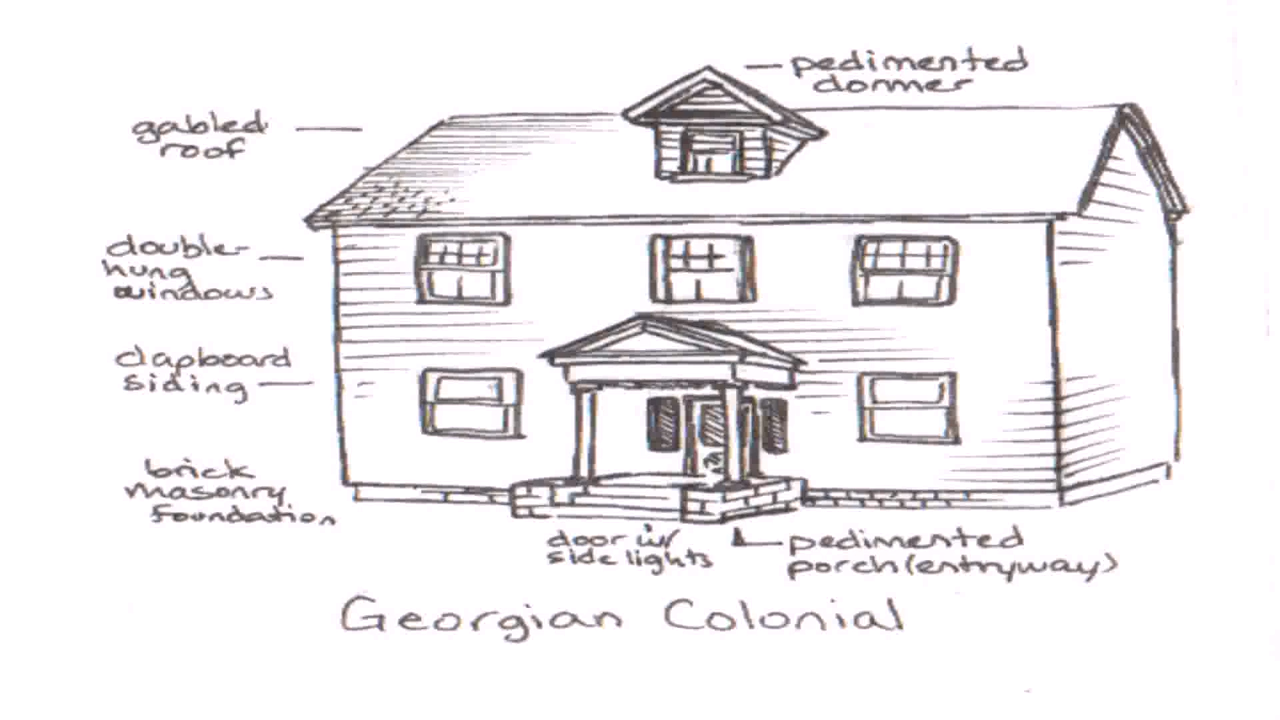 pedimented
dormer
gabled
roof
double-
hung
windows
clapboard
siding
brick
masonry
foundation
door w/
side lights
pedimented
porch (entryway)
Georgian Colonial